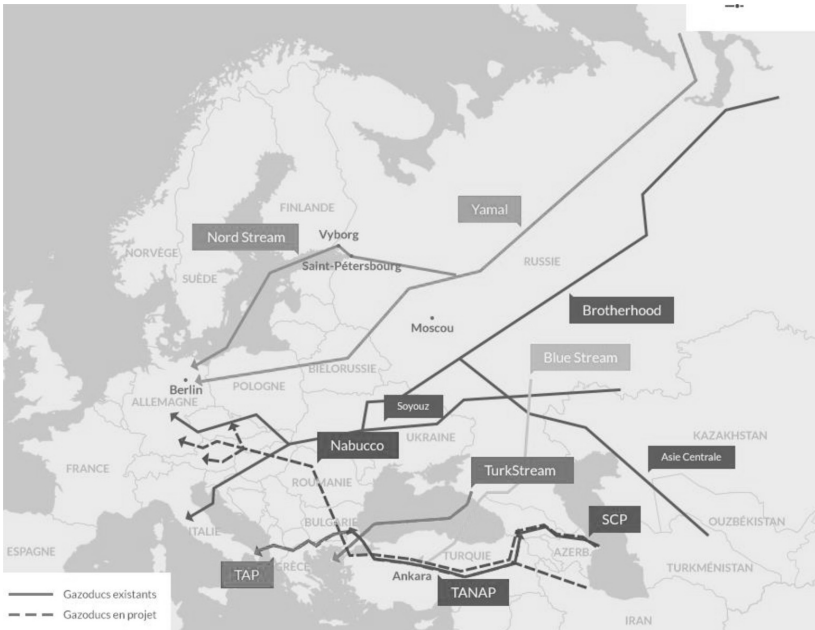 FINLANDE
Yamal
Nord Stream
Vyborg
NORVÈGE
Saint-Pétersbourg
RUSSIE
SUÈDE
Brotherhood
Moscou
Blue Stream
BIÉLORUSSIE
Berlin
POLOGNE
ALLEMAGNE
Soyouz
UKRAINE
KAZAKHSTAN
Nabucco
Asie Centrale
FRANCE
TurkStream
ROUMANIE
SCP
BULGARIE
OUZBÉKISTAN
ITALIE
ESPAGNE
TURQUIE
AZERB.
TAP
GRÈCE
Ankara
TURKMÉNISTAN
TANAP
Gazoducs existants
Gazoducs en projet
IRAN